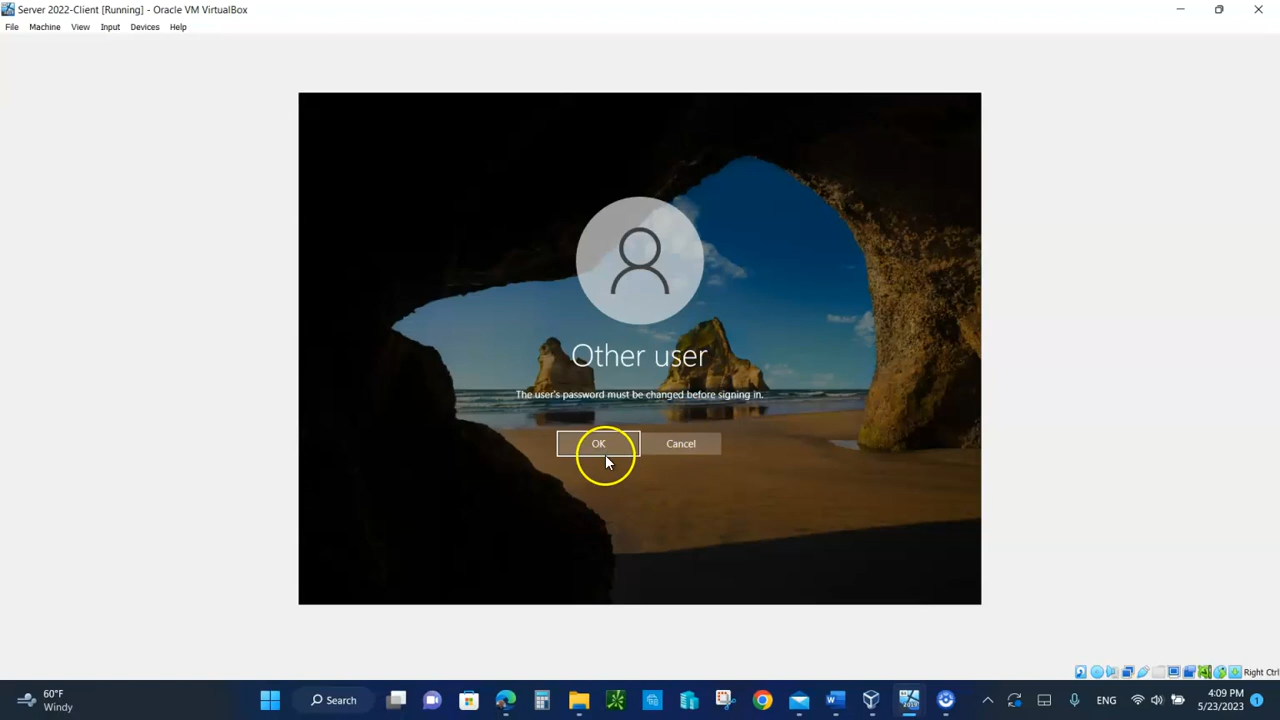 Server 2022-Client [Running] - Oracle VM VirtualBox
File Machine View Input Devices Help
Other user
The user's password must be changed before signing in.
OK Cancel
Right Ctrl
60°F
Windy
Search
2019
ENG
4:09 PM
5/23/2023
1